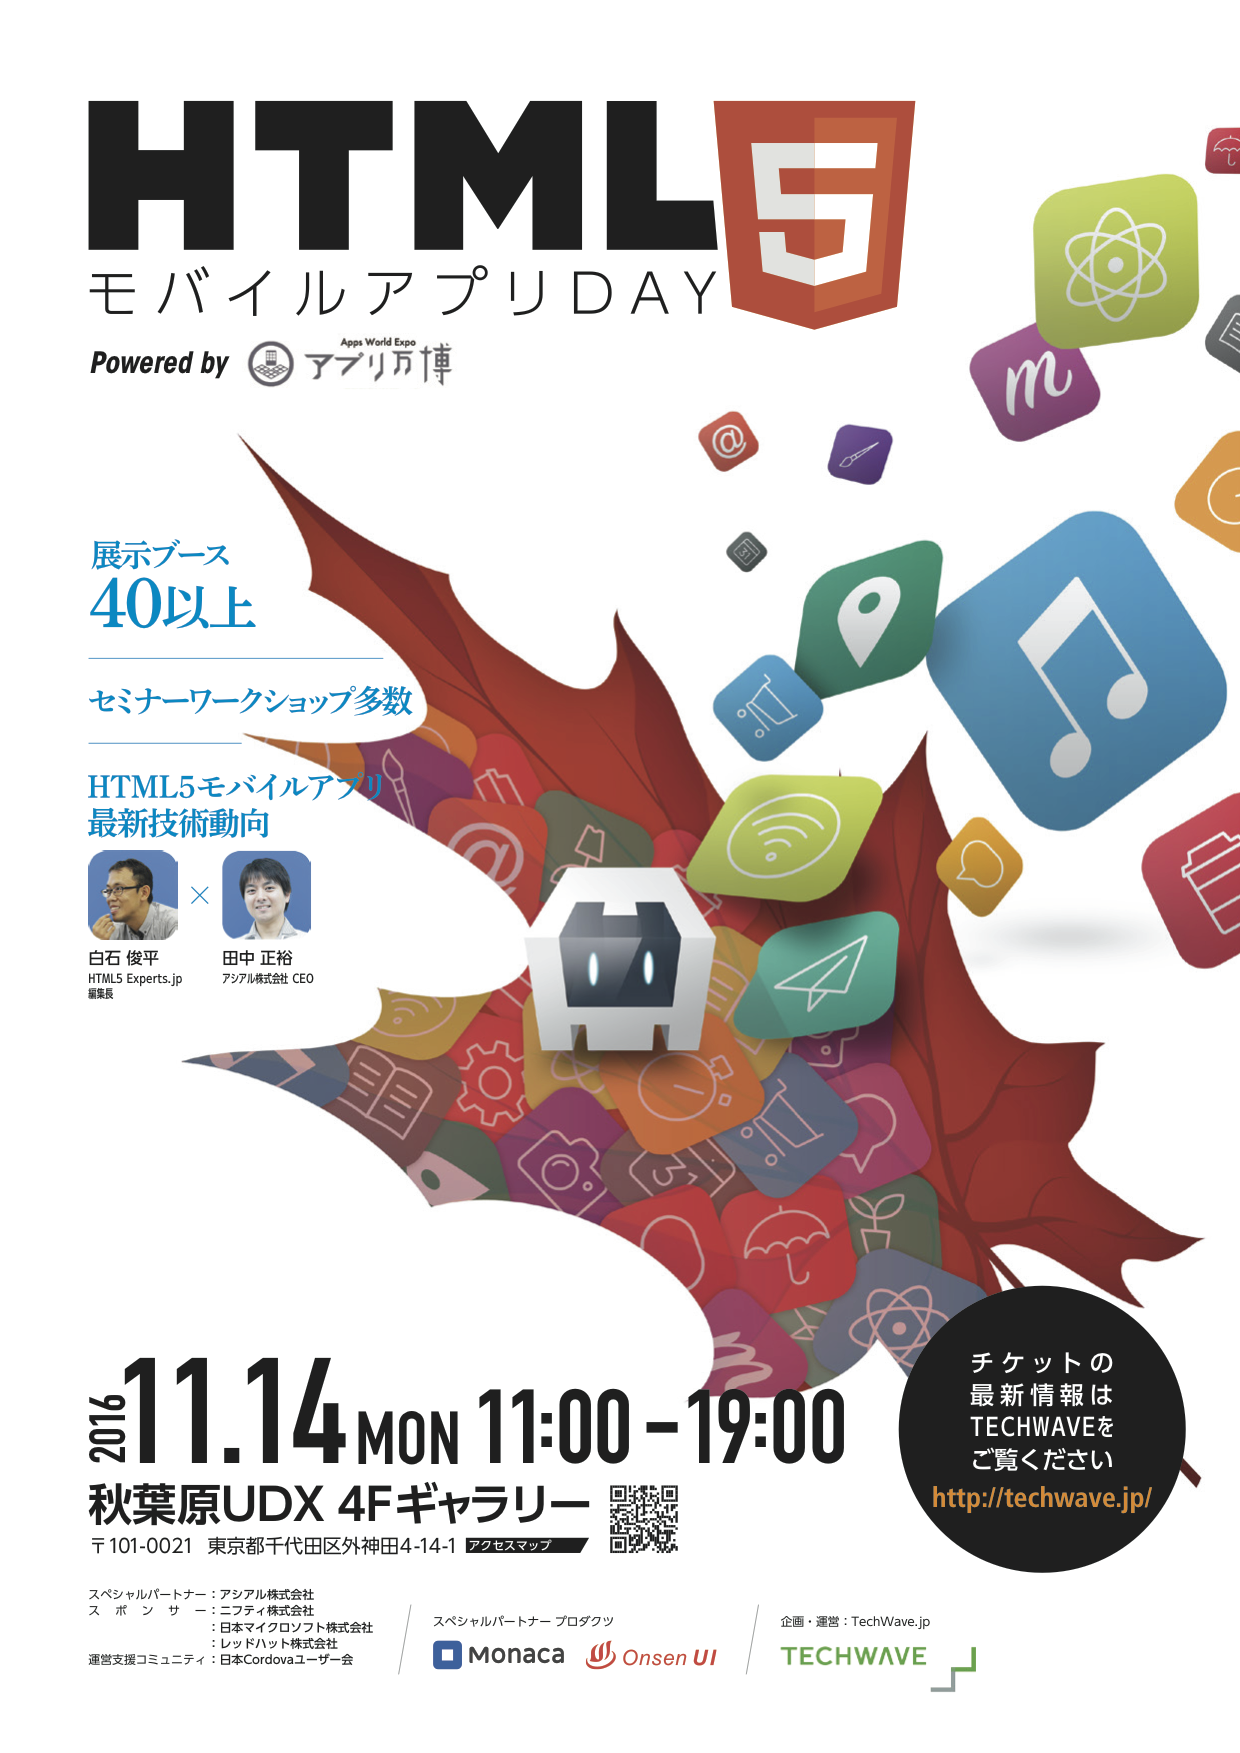 HTML5
モバイルアプリDAY
Powered by
Apps World Expo
アプリ万博
m
@
31
展示ブース
40以上
セミナーワークショップ多数
HTML5モバイルアプリ
最新技術動向
@
×
白石 俊平
HTML5 Experts.jp
編集長
田中 正裕
アシアル株式会社 CEO
31
チケットの
最新情報は
TECHWAVEを
ご覧ください
http://techwave.jp/
2016 11.14 MON 11:00-19:00
秋葉原UDX 4Fギャラリー
〒101-0021 東京都千代田区外神田4-14-1 アクセスマップ
スペシャルパートナー：アシアル株式会社
スポンサー：ニフティ株式会社
：日本マイクロソフト株式会社
：レッドハット株式会社
運営支援コミュニティ：日本Cordovaユーザー会
スペシャルパートナー プロダクツ
Monaca Onsen UI
企画・運営：TechWave.jp
TECHWAVE